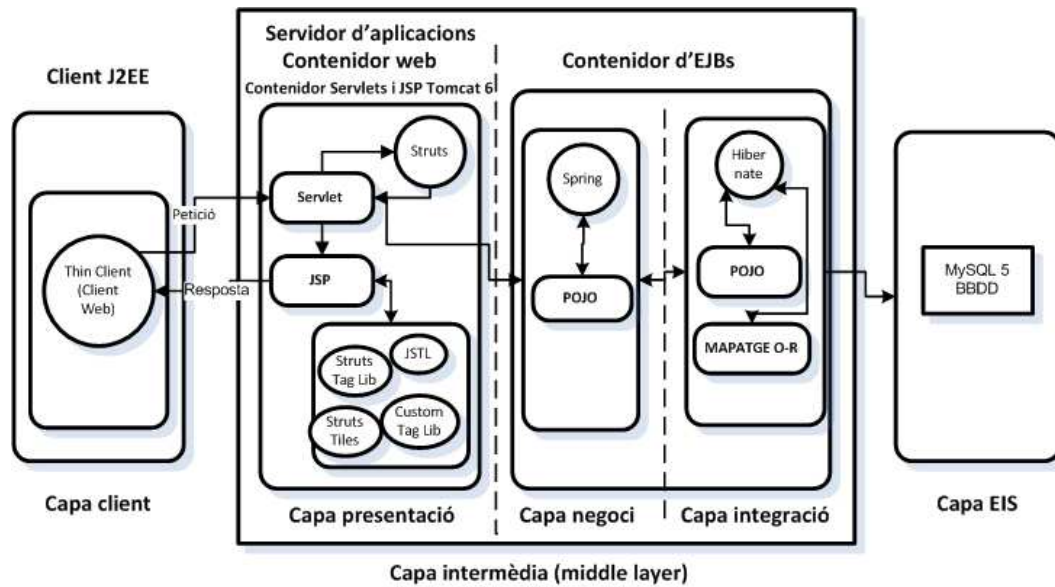 Servidor d'aplicacions
Client J2EE
Contenidor web
Contenidor d'EJBs
Contenidor Servlets i JSP Tomcat 6
Thin Client
(Client
Web)
Petició
Resposta
Servlet
Struts
JSP
Struts
Tag Lib
JSTL
Struts
Tiles
Custom
Tag Lib
Spring
POJO
Hiber
nate
POJO
MAPATGE O-R
MySQL 5
BBDD
Capa client
Capa presentació
Capa negoci
Capa integració
Capa EIS
Capa intermèdia (middle layer)